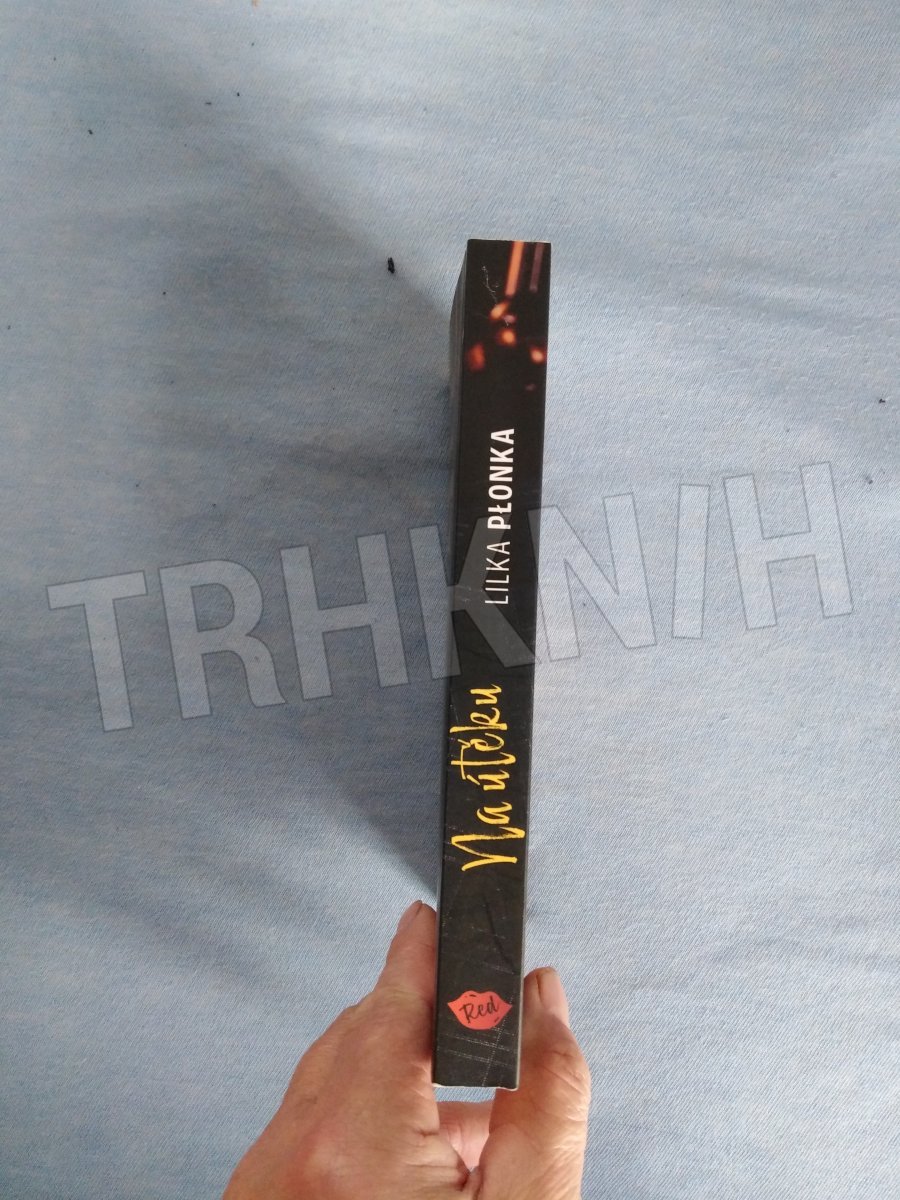 LILKA PŁONKA
Na útěku
Red
TRHKNIH